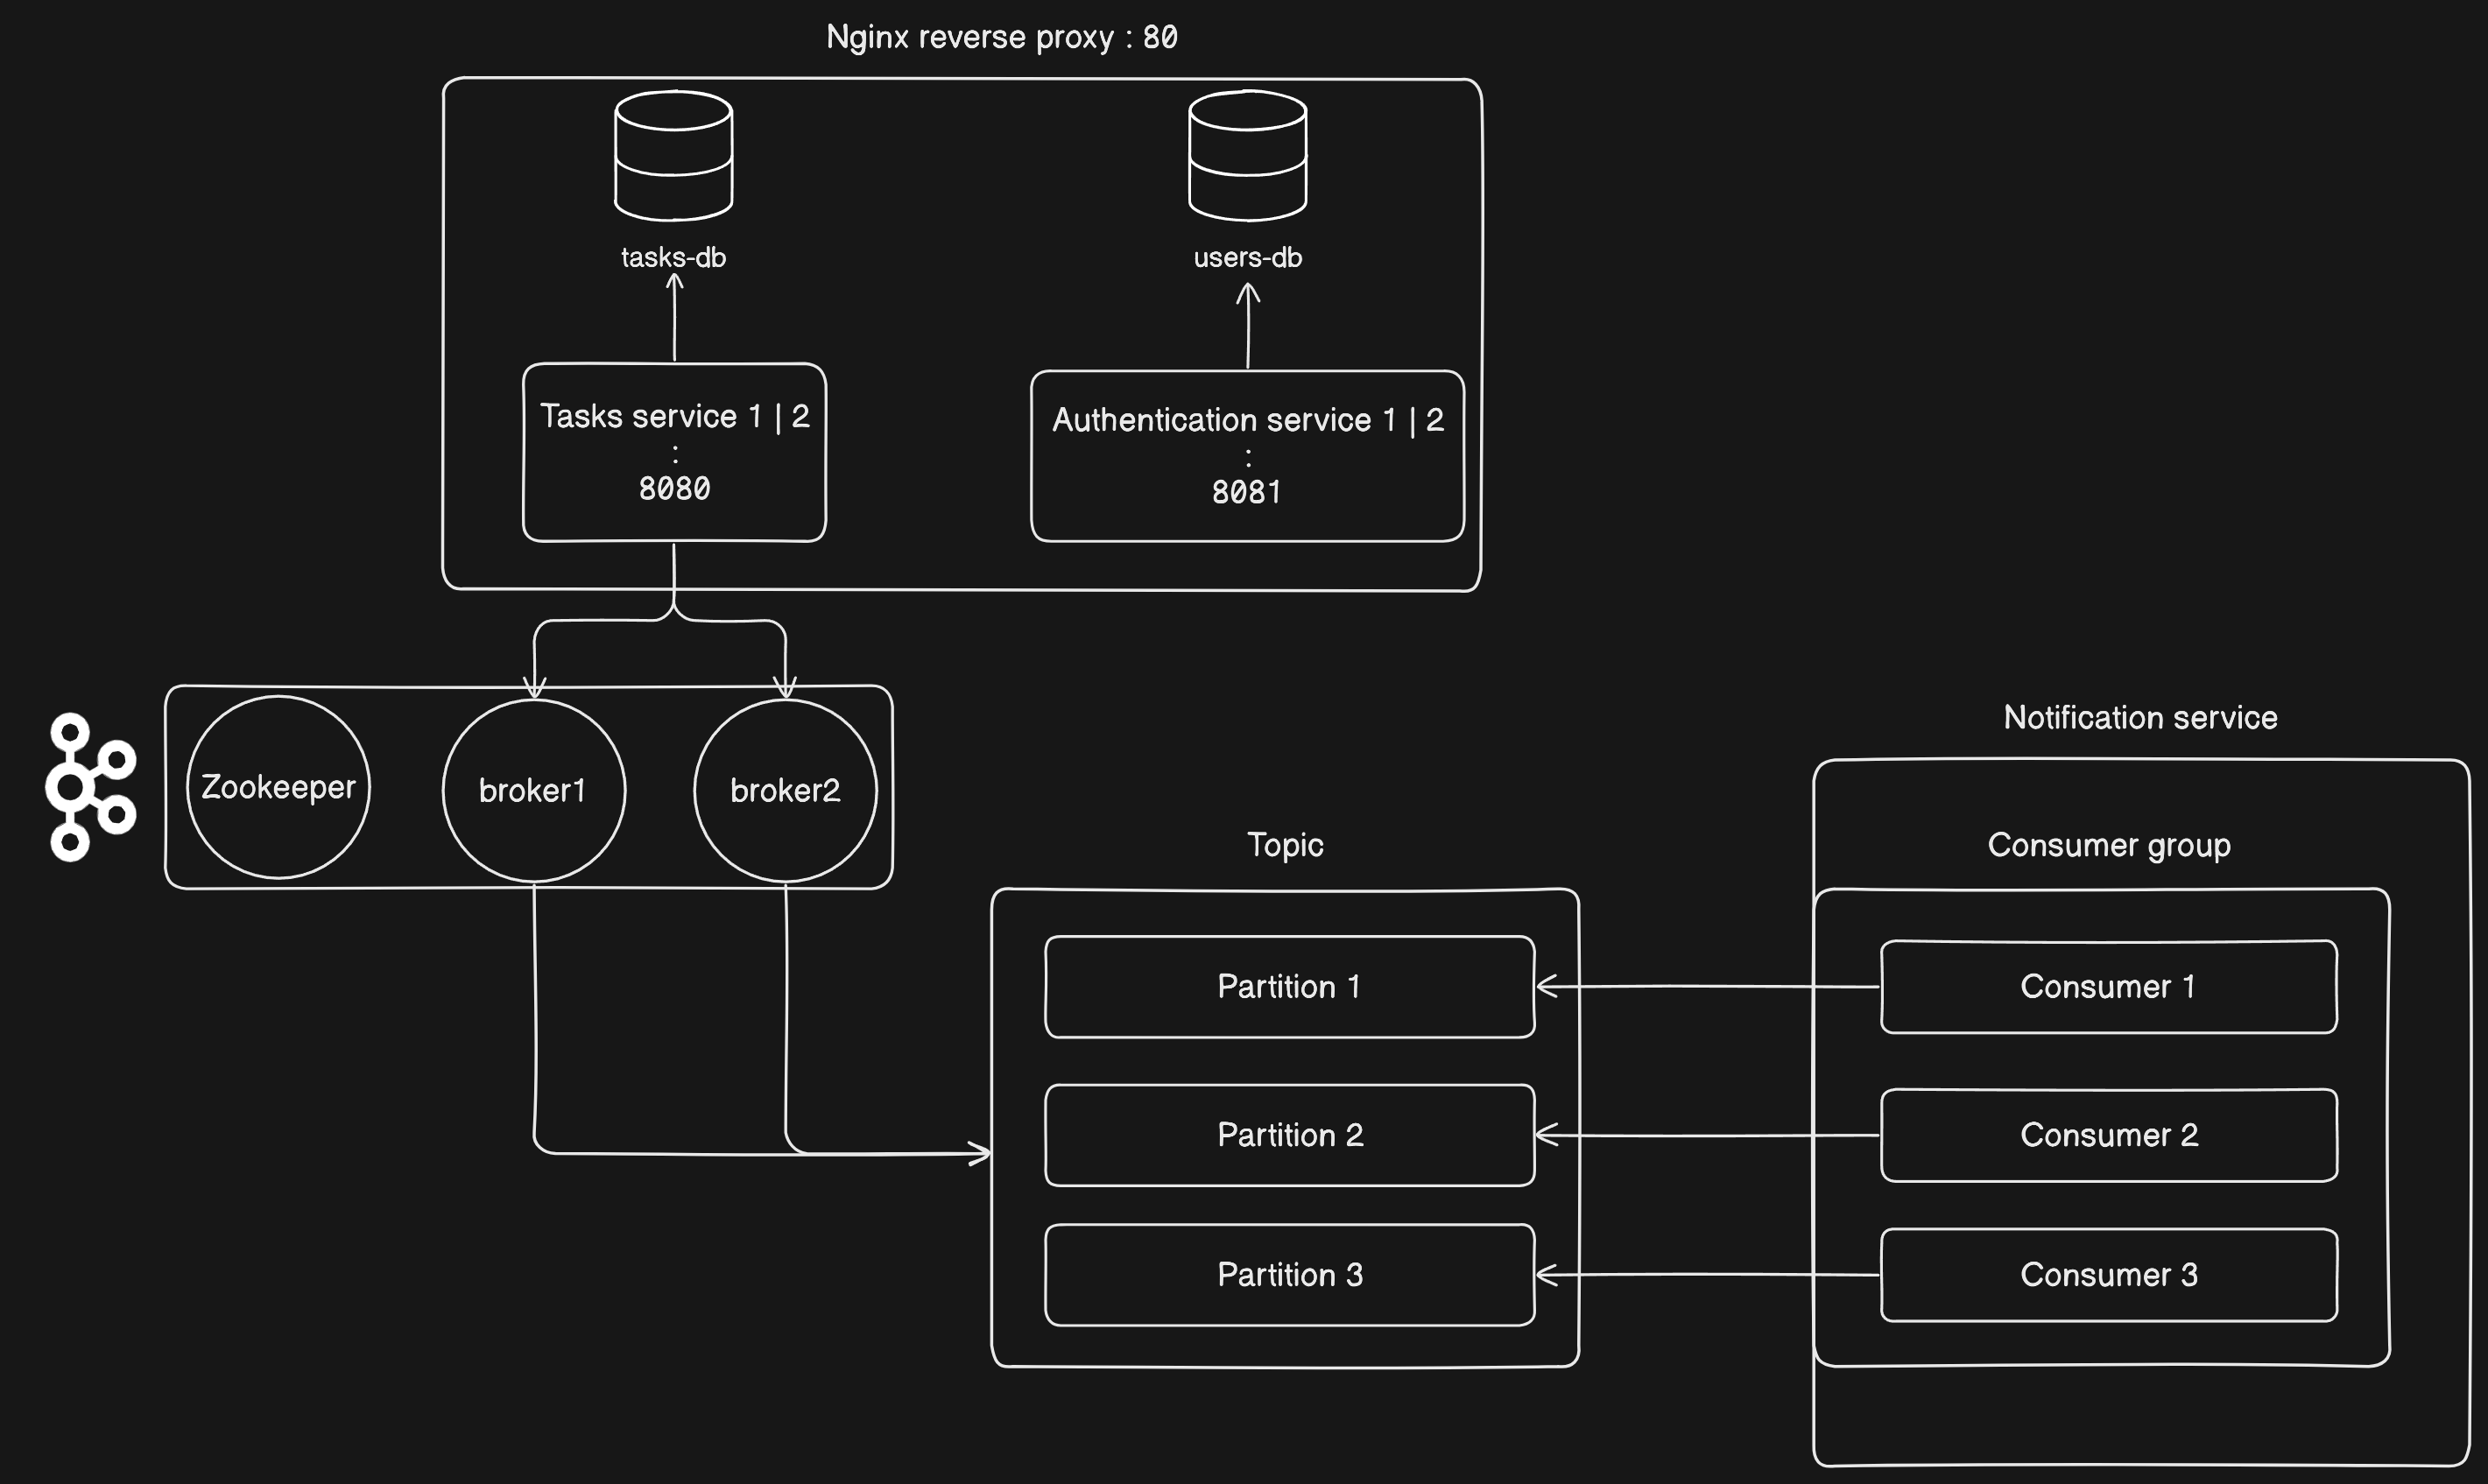 Nginx reverse proxy : 80
tasks-db
users-db
Tasks service 1 | 2
:
8080
Authentication service 1 | 2
:
8081
Zookeeper
broker1
broker2
Notification service
Topic
Consumer group
Partition 1
Consumer 1
Partition 2
Consumer 2
Partition 3
Consumer 3